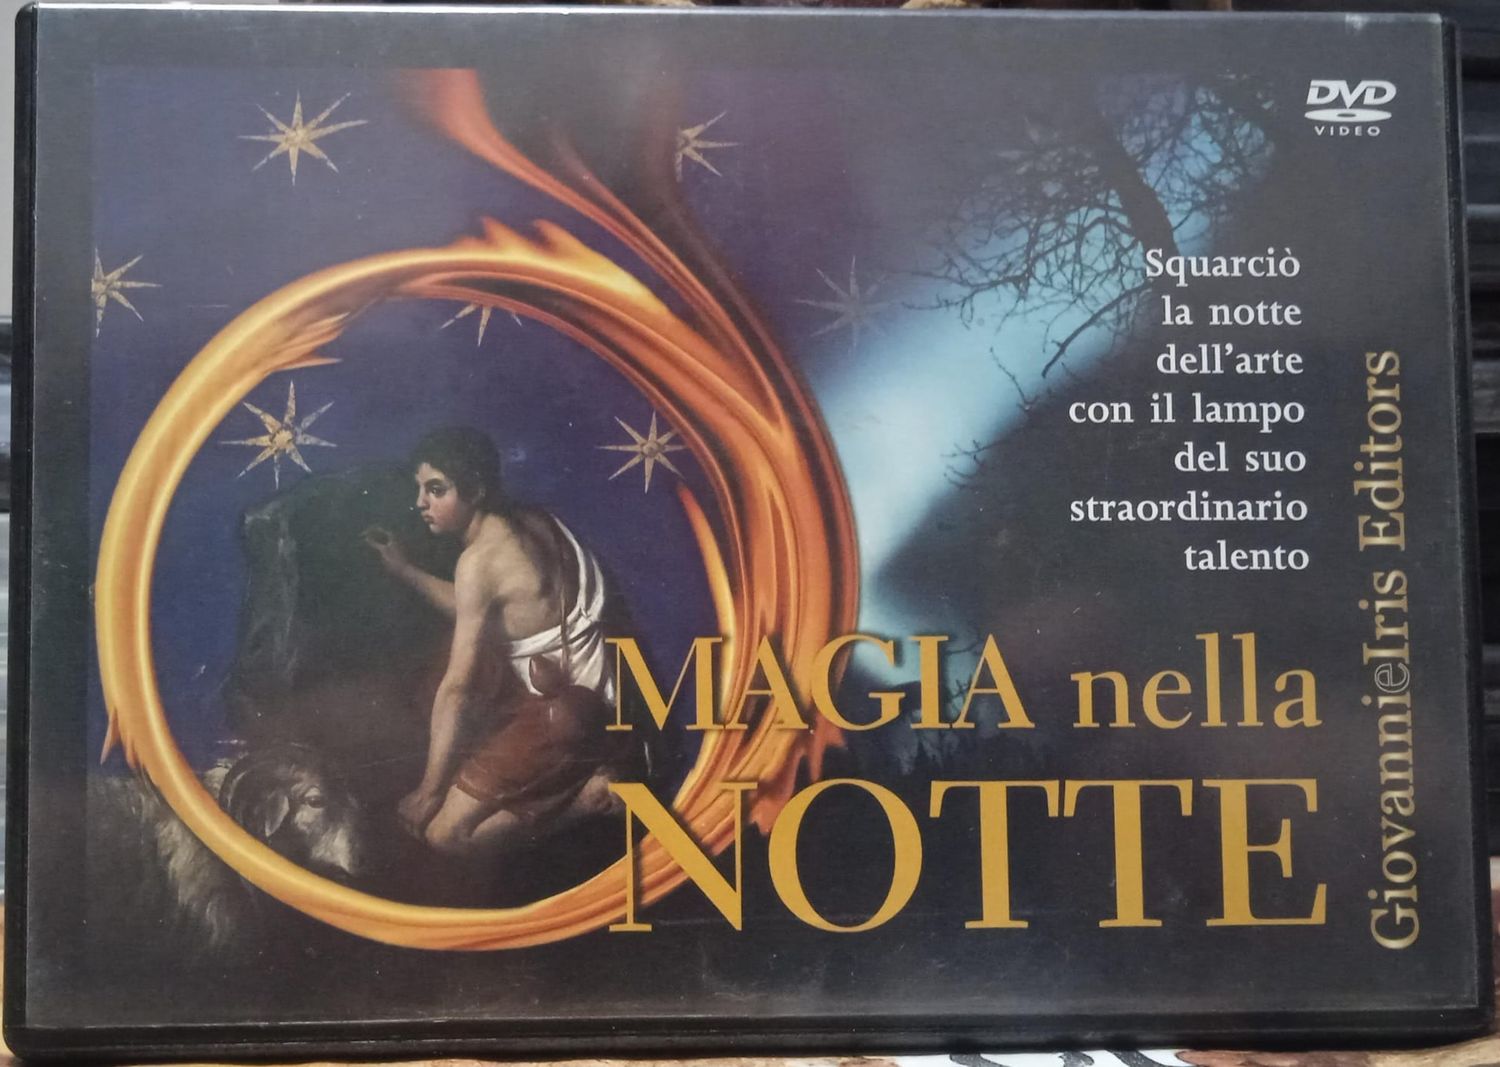 DVD
VIDEO
Squarciò
la notte
dell'arte
con il lampo
del suo
straordinario
talento
MAGIA nella
NOTTE
GiovannieIris Editors